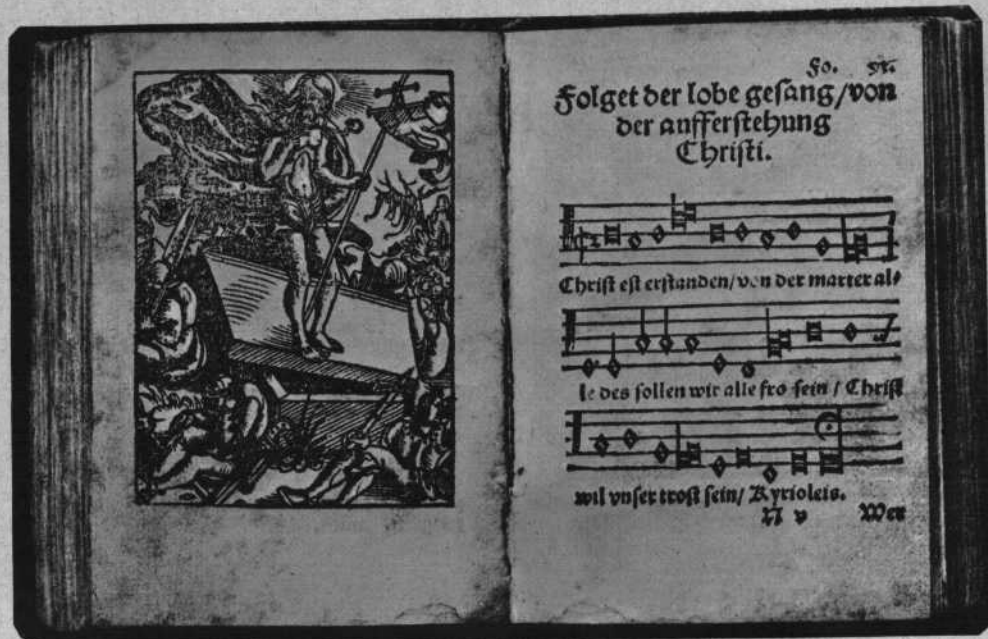 Fo.
Folget der lobe gesang/von
der aufferstehung
Christi.
Christ est erstanden/von der marter al⸗
le des sollen wir alle fro sein / Christ
wil vnser trost sein/ Kyrioleis.
v Wer